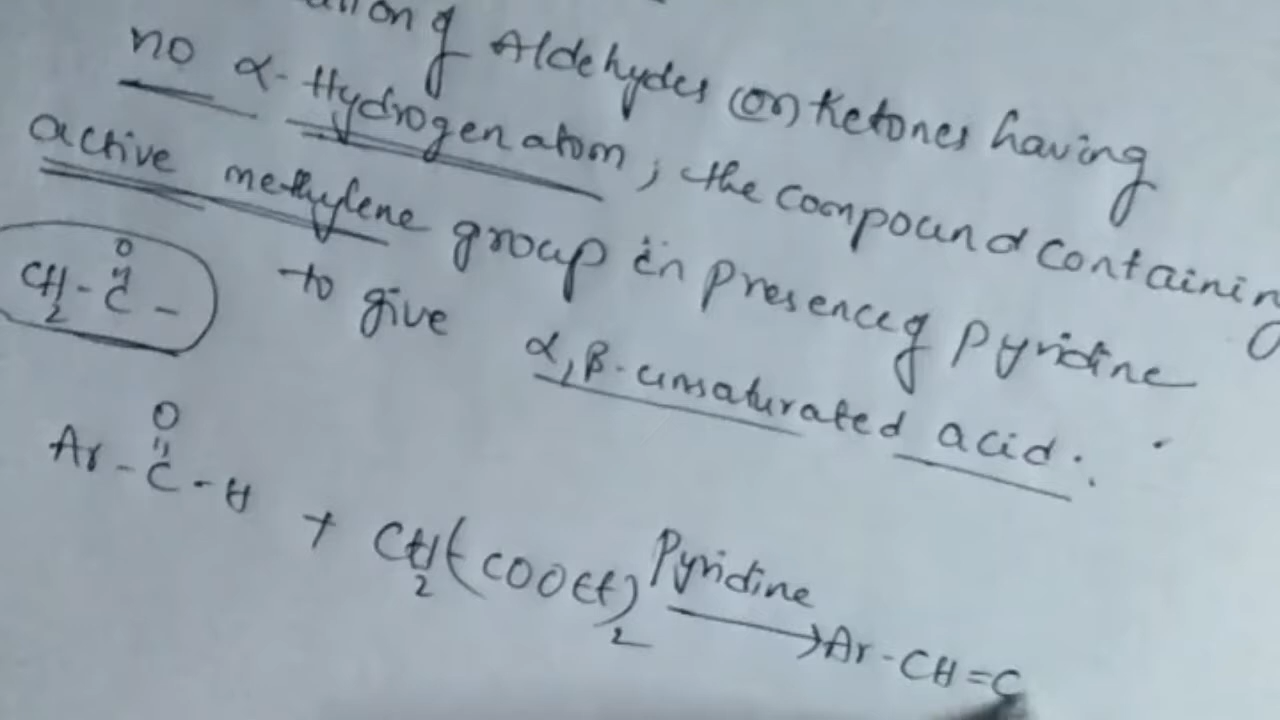 of Aldehydes (or) Ketones having
no α-Hydrogen atom, the compound containing
active methylene group in presence of pyridine
CH2-C- to give α,β-unsaturated acid.
O
Ar-C-H + CH2(COOEt)2 Pyridine → Ar-CH=C
O